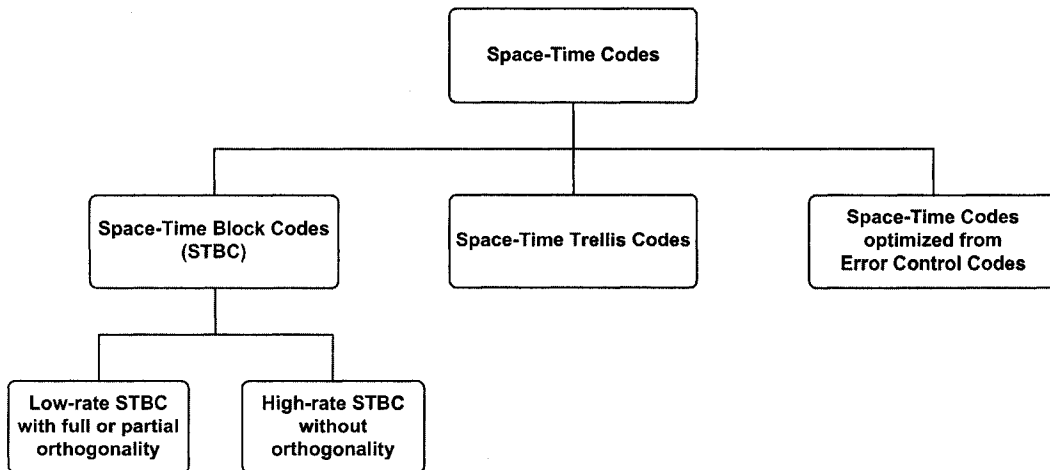 Space-Time Codes
Space-Time Block Codes
(STBC)
Space-Time Trellis Codes
Space-Time Codes
optimized from
Error Control Codes
Low-rate STBC
with full or partial
orthogonality
High-rate STBC
without
orthogonality